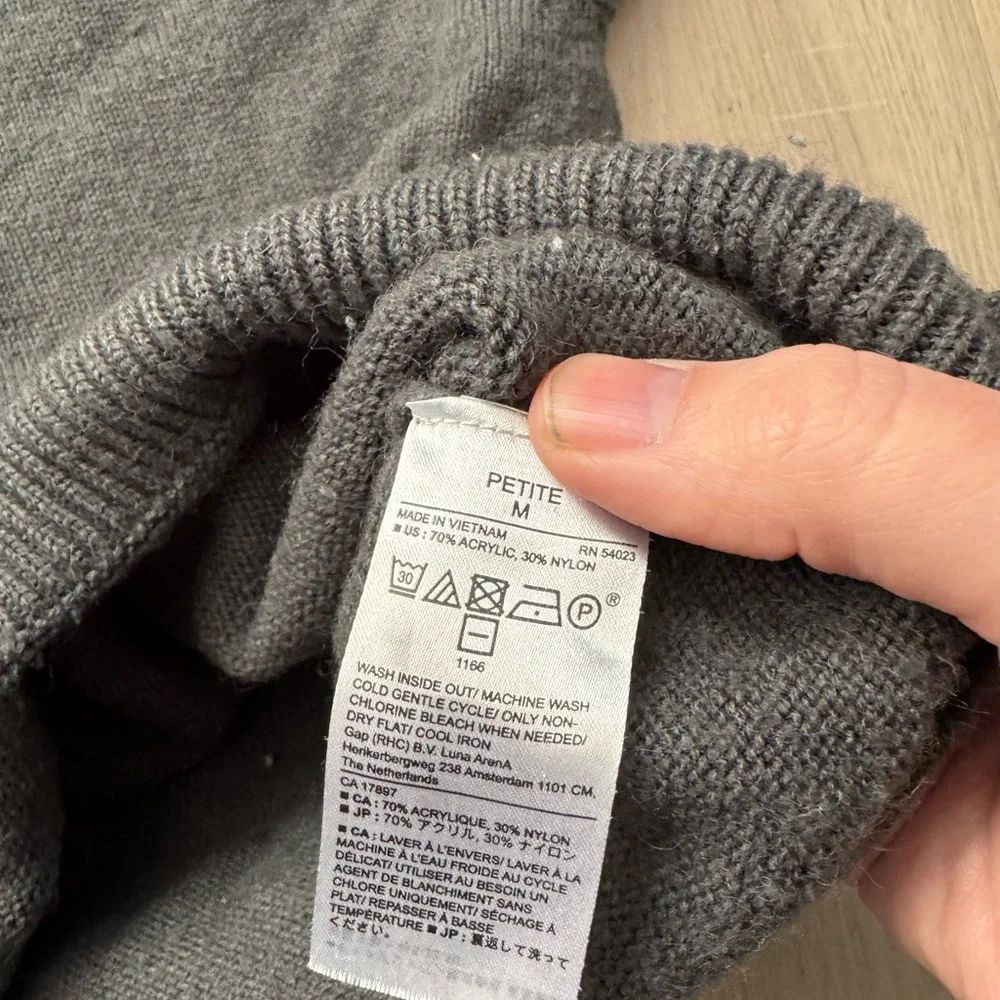 PETITE
M
MADE IN VIETNAM RN 54023
■ US : 70% ACRYLIC, 30% NYLON
30 P ®
1166
WASH INSIDE OUT/ MACHINE WASH
COLD GENTLE CYCLE/ ONLY NON-
CHLORINE BLEACH WHEN NEEDED/
DRY FLAT/ COOL IRON
Gap (RHC) B.V. Luna ArenA
Herikerbergweg 238 Amsterdam 1101 CM,
The Netherlands
CA 17897
■ CA : 70% ACRYLIQUE, 30% NYLON
■ JP : 70% アクリル, 30% ナイロン
■ CA : LAVER À L'ENVERS/ LAVER À LA
MACHINE À L'EAU FROIDE AU CYCLE
DÉLICAT/ UTILISER AU BESOIN UN
AGENT DE BLANCHIMENT SANS
CHLORE UNIQUEMENT/ SÉCHAGE À
PLAT/ REPASSER À BASSE
TEMPÉRATURE ■ JP : 裏返して洗って
ください。